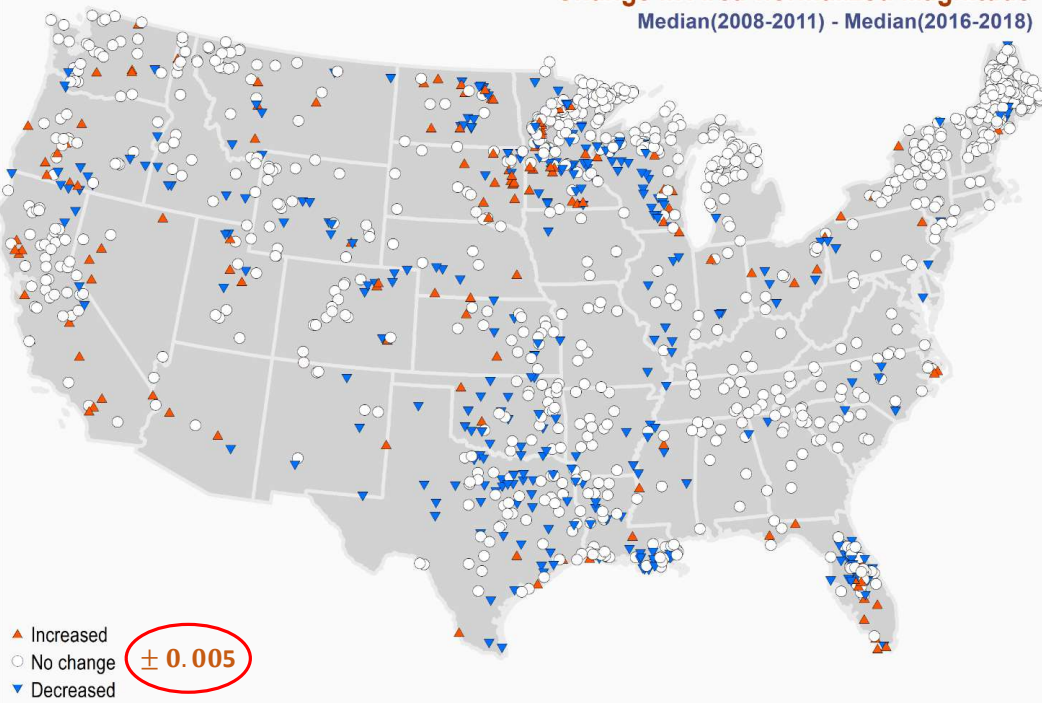 Median(2008-2011) - Median(2016-2018)
Increased
No change
± 0.005
Decreased